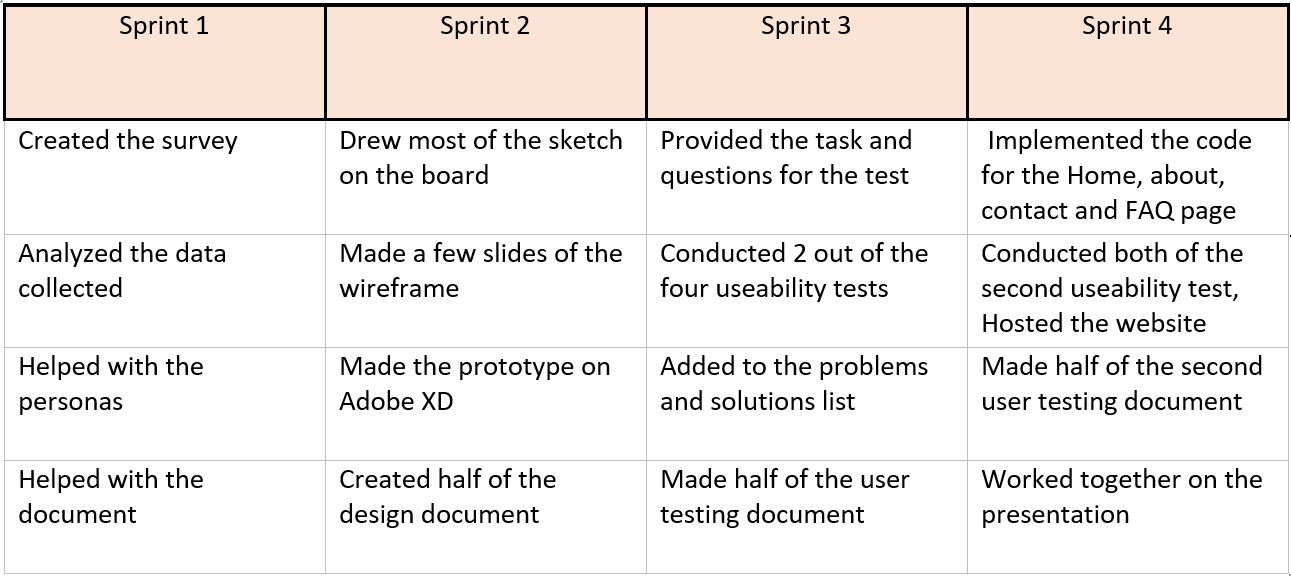 Sprint 1
Sprint 2
Sprint 3
Sprint 4
Created the survey
Drew most of the sketch
on the board
Provided the task and
questions for the test
Implemented the code
for the Home, about,
contact and FAQ page
Analyzed the data
collected
Made a few slides of the
wireframe
Conducted 2 out of the
four useability tests
Conducted both of the
second useability test,
Hosted the website
Helped with the
personas
Made the prototype on
Adobe XD
Added to the problems
and solutions list
Made half of the second
user testing document
Helped with the
document
Created half of the
design document
Made half of the user
testing document
Worked together on the
presentation